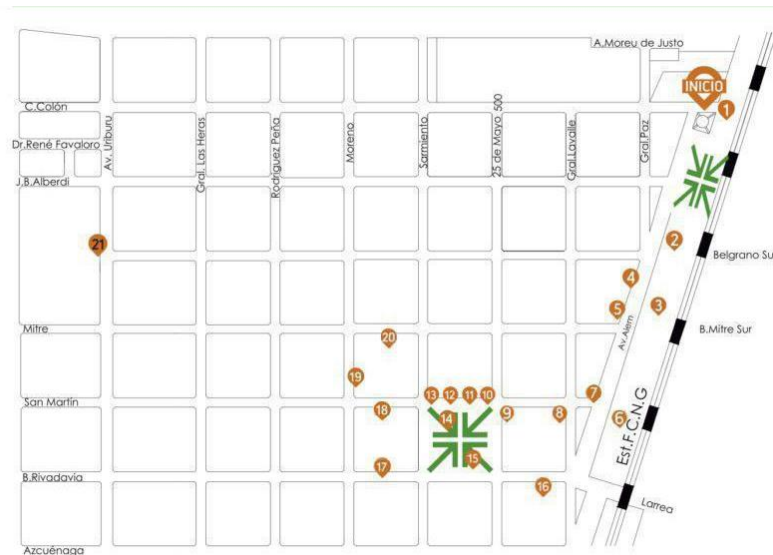 A.Moreu de Justo
INICIO
1
C.Colón
Dr.René Favaloro
J.B.Alberdi
Av. Uriburu
Gral. Las Heras
Rodriguez Peña
Moreno
Sarmiento
25 de Mayo 500
Gral.Lavalle
Gral.Paz
21
2
Belgrano Su
4
3
5
Mitre
Av Alem
B.Mitre Sur
20
19
13
12
11
10
7
San Martín
18
14
9
8
6
Est.F.C.N.G
15
17
B.Rivadavia
16
Larrea
Azcuénaga